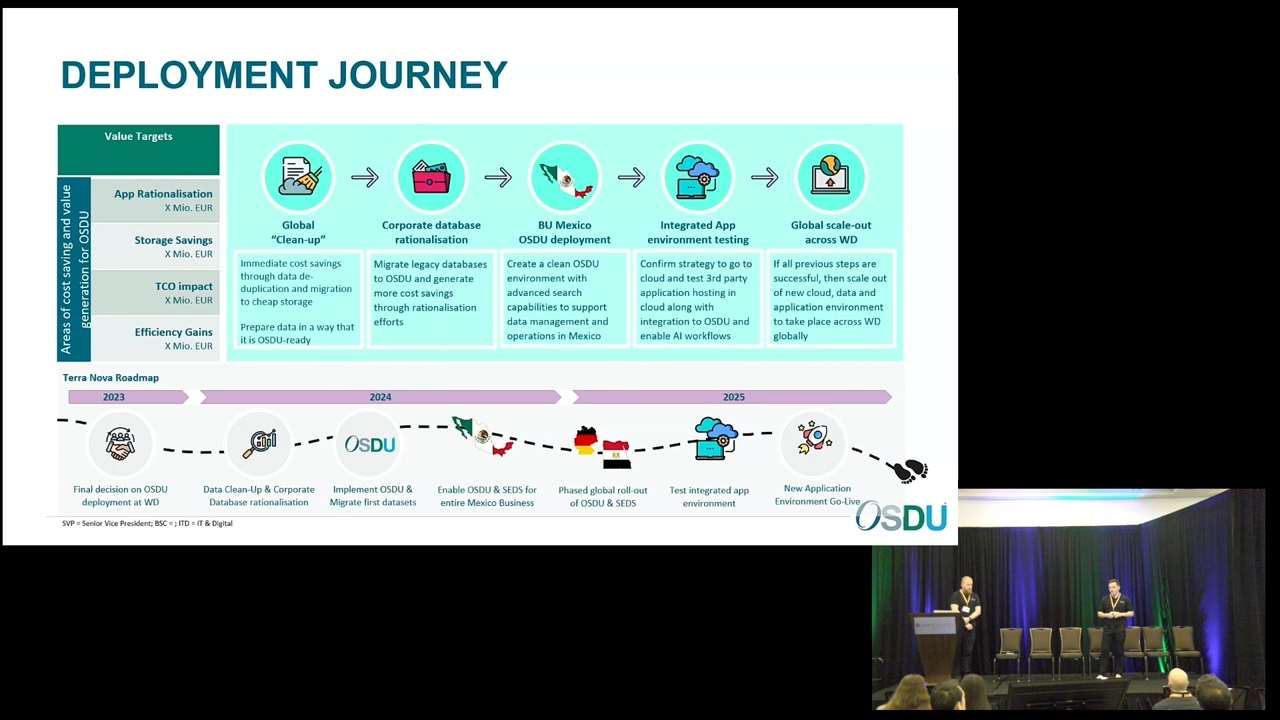 DEPLOYMENT JOURNEY
Value Targets
Areas of cost saving and value
generation for OSDU
App Rationalisation
X Mio. EUR
Storage Savings
X Mio. EUR
TCO impact
X Mio. EUR
Efficiency Gains
X Mio. EUR
Global
“Clean-up”
Immediate cost savings
through data de-
duplication and migration
to cheap storage
Prepare data in a way that
it is OSDU-ready
Corporate database
rationalisation
Migrate legacy databases
to OSDU and generate
more cost savings
through rationalisation
efforts
BU Mexico
OSDU deployment
Create a clean OSDU
environment with
advanced search
capabilities to support
data management and
operations in Mexico
Integrated App
environment testing
Confirm strategy to go to
cloud and test 3rd party
application hosting in
cloud along with
integration to OSDU and
enable AI workflows
Global scale-out
across WD
If all previous steps are
successful, then scale out
of new cloud, data and
application environment
to take place across WD
globally
Terra Nova Roadmap
2023
2024
2025
Final decision on OSDU
deployment at WD
Data Clean-Up & Corporate
Database rationalisation
OSDU
Implement OSDU &
Migrate first datasets
Enable OSDU & SEDS for
entire Mexico Business
Phased global roll-out
of OSDU & SEDS
Test integrated app
environment
New Application
Environment Go-Live
SVP = Senior Vice President; BSC = ; ITD = IT & Digital
OSDU